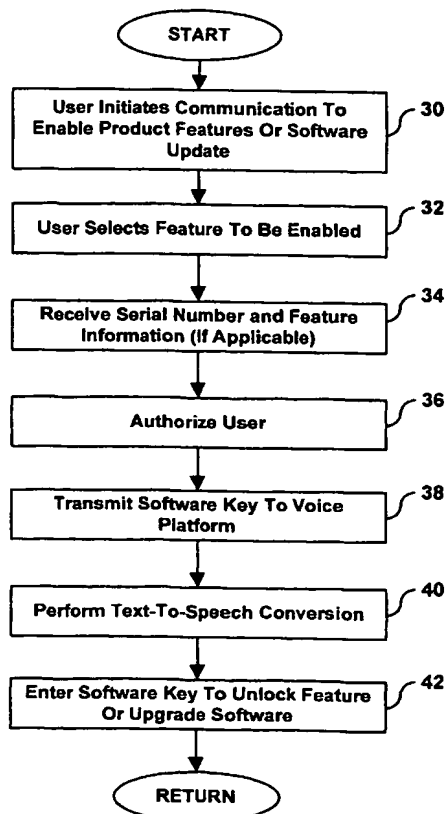 START
User Initiates Communication To
Enable Product Features Or Software
Update
30
User Selects Feature To Be Enabled
32
Receive Serial Number and Feature
Information (If Applicable)
34
Authorize User
36
Transmit Software Key To Voice
Platform
38
Perform Text-To-Speech Conversion
40
Enter Software Key To Unlock Feature
Or Upgrade Software
42
RETURN